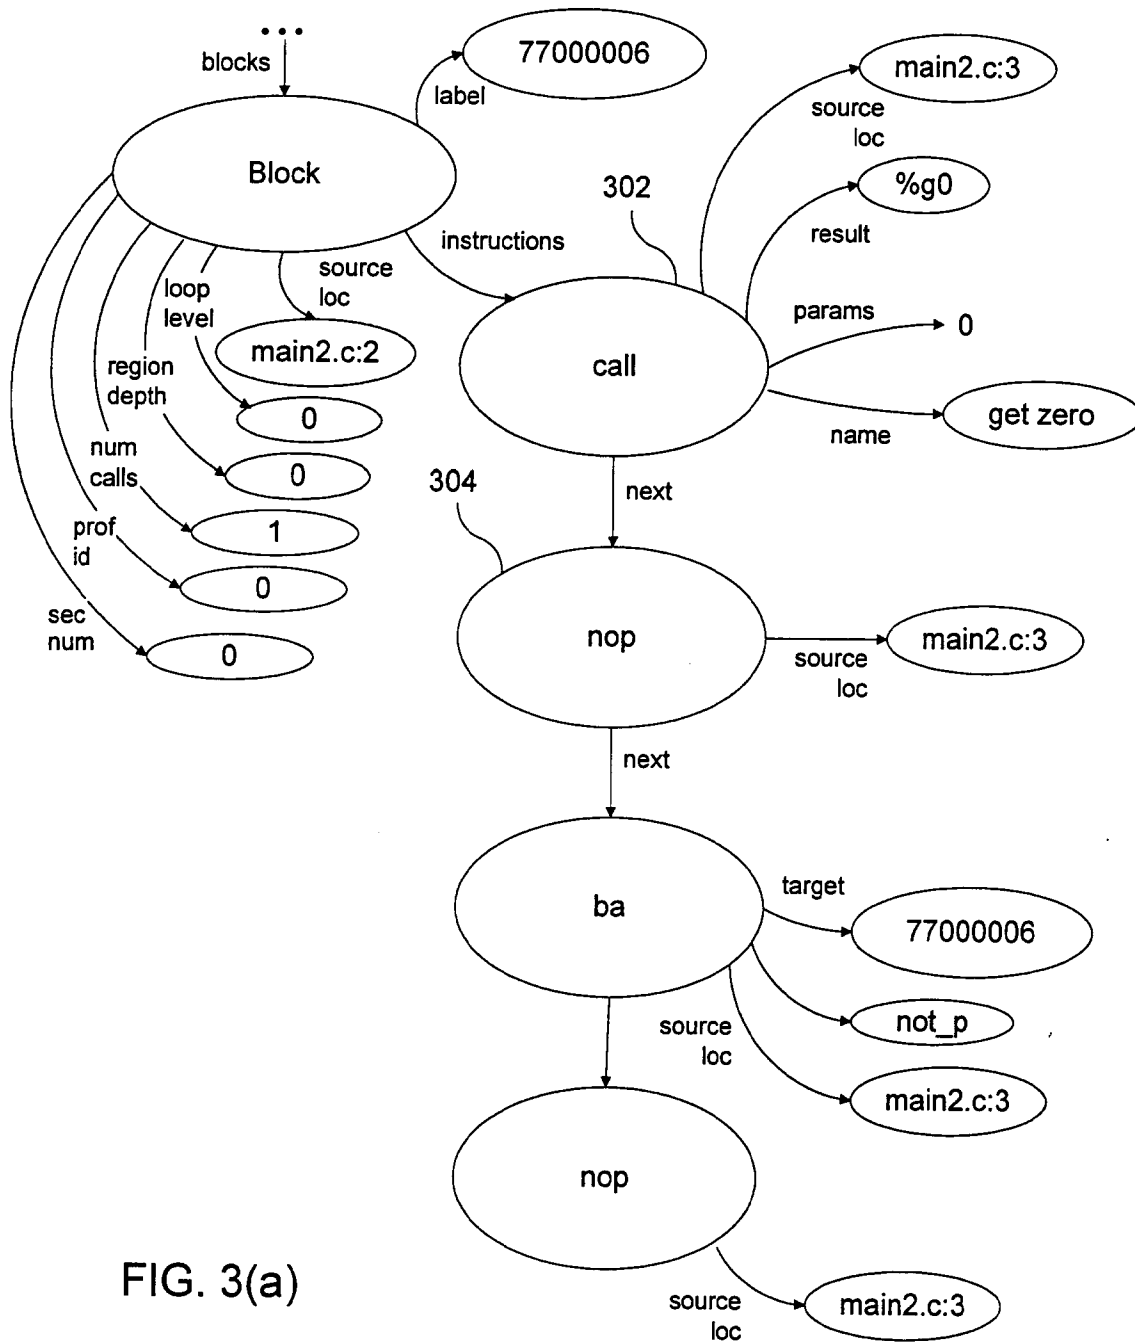 •••
blocks
77000006
label
Block
main2.c:3
source
loc
302
%g0
result
instructions
source
loc
loop
level
params
0
main2.c:2
call
region
depth
0
get zero
name
num
calls
0
304
next
1
prof
id
0
sec
num
0
nop
main2.c:3
source
loc
next
target
ba
77000006
not_p
source
loc
main2.c:3
nop
main2.c:3
source
loc
FIG. 3(a)